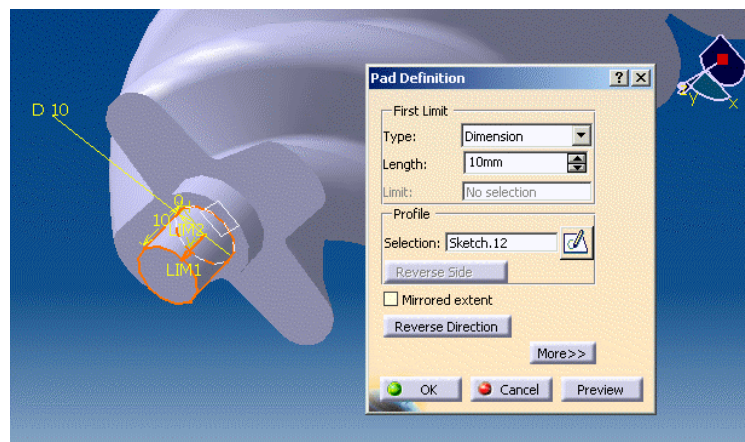 Pad Definition
? X
First Limit
Type: Dimension
Length: 10mm
Limit: No selection
Profile
Selection: Sketch.12
Reverse Side
Mirrored extent
Reverse Direction
More>>
OK Cancel Preview
D 10
0
10
LIM2
LIM1
y x